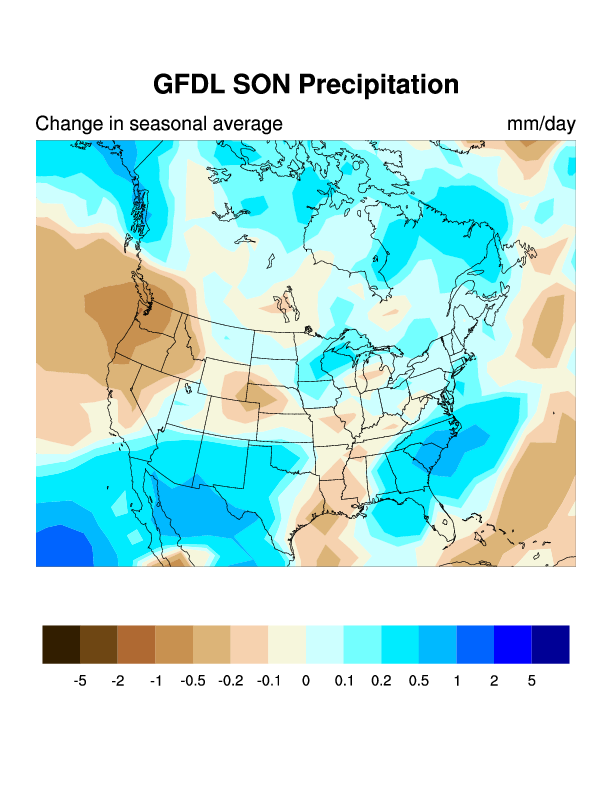 GFDL SON Precipitation
Change in seasonal average mm/day
-5 -2 -1 -0.5 -0.2 -0.1 0 0.1 0.2 0.5 1 2 5